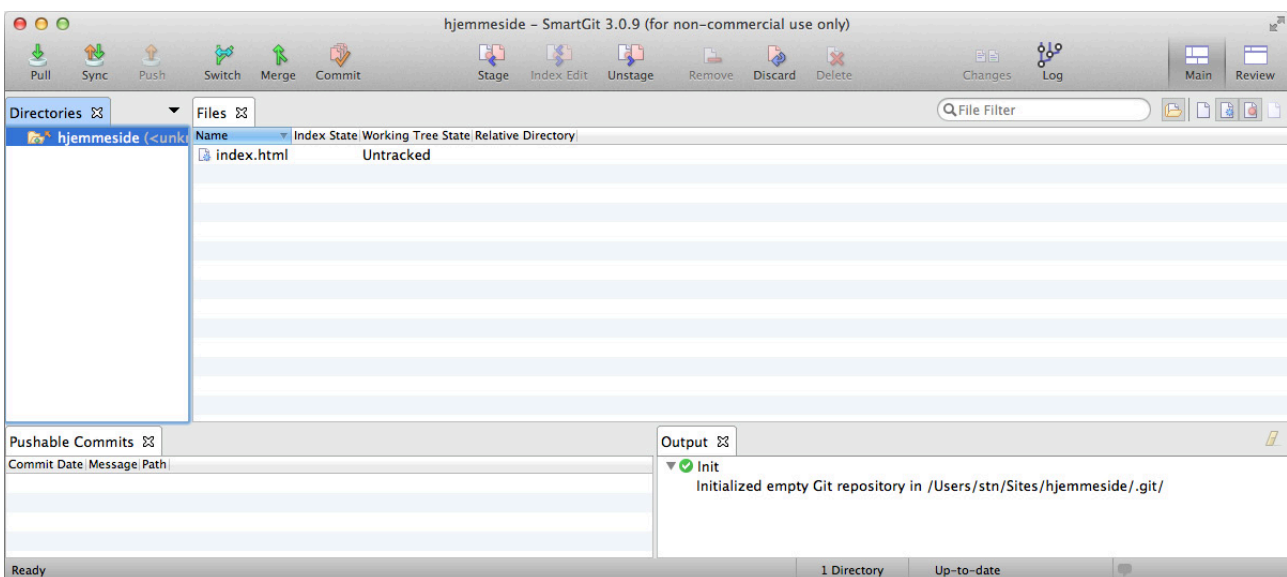 hjemmeside – SmartGit 3.0.9 (for non-commercial use only)
Pull Sync Push Switch Merge Commit Stage Index Edit Unstage Remove Discard Delete Changes Log Main Review
Directories Files File Filter
hjemmeside (<unk
Name Index State Working Tree State Relative Directory
index.html Untracked
Pushable Commits Output
Commit Date Message Path
Init
Initialized empty Git repository in /Users/stn/Sites/hjemmeside/.git/
Ready 1 Directory Up-to-date